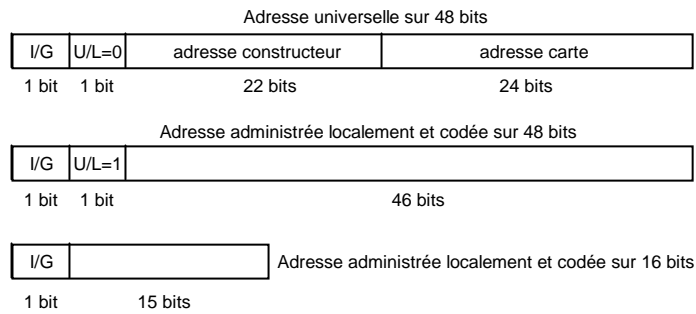 Adresse universelle sur 48 bits
I/G U/L=0 adresse constructeur adresse carte
1 bit 1 bit 22 bits 24 bits
Adresse administrée localement et codée sur 48 bits
I/G U/L=1
1 bit 1 bit 46 bits
I/G Adresse administrée localement et codée sur 16 bits
1 bit 15 bits